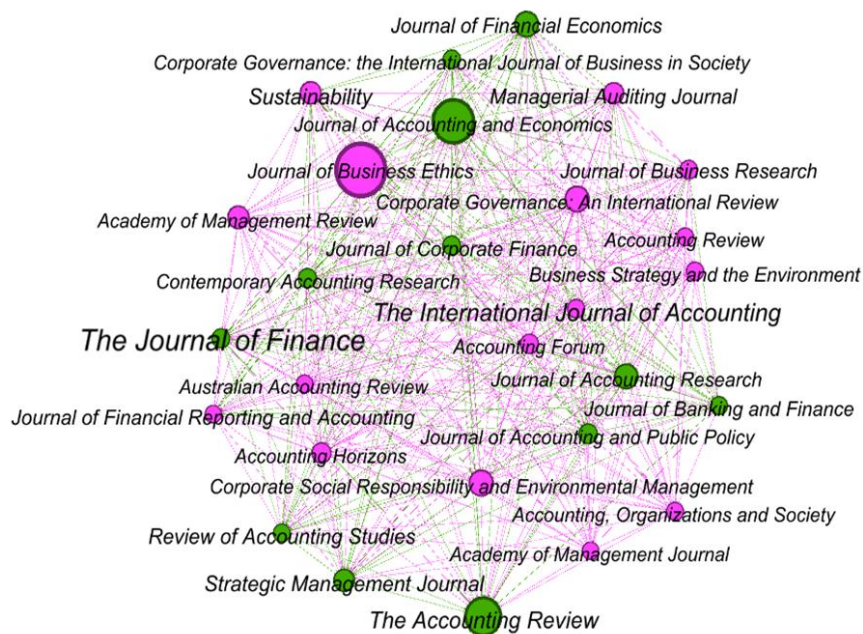 Journal of Financial Economics
Corporate Governance: the International Journal of Business in Society
Sustainability
Managerial Auditing Journal
Journal of Accounting and Economics
Journal of Business Ethics
Journal of Business Research
Corporate Governance: An International Review
Academy of Management Review
Accounting Review
Journal of Corporate Finance
Contemporary Accounting Research
Business Strategy and the Environment
The International Journal of Accounting
The Journal of Finance
Accounting Forum
Australian Accounting Review
Journal of Accounting Research
Journal of Financial Reporting and Accounting
Journal of Banking and Finance
Journal of Accounting and Public Policy
Accounting Horizons
Corporate Social Responsibility and Environmental Management
Accounting, Organizations and Society
Review of Accounting Studies
Academy of Management Journal
Strategic Management Journal
The Accounting Review